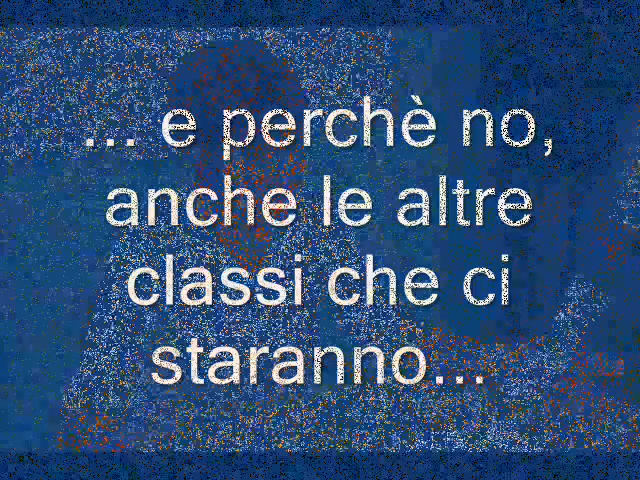 ... e perchè no,
anche le altre
classi che ci
staranno...